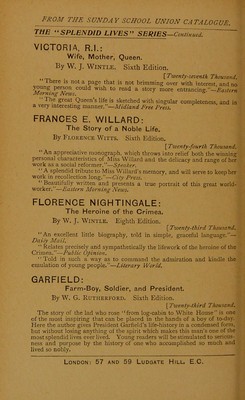 FROM THE SUNDAY SCHOOL UNION CATALOGUE.
THE "SPLENDID LIVES" SERIES—Continued.
VICTORIA, R.I.:
Wife, Mother, Queen.
By W. J. WINTLE. Sixth Edition.
[Twenty-seventh Thousand.
"There is not a page that is not brimming over with interest, and no
young person could wish to read a story more entrancing."—Eastern
Morning News.
"The great Queen's life is sketched with singular completeness, and in
a very interesting manner."—Midland Free Press.
FRANCES E. WILLARD:
The Story of a Noble Life.
By FLORENCE WITTS. Sixth Edition.
[Twenty-fourth Thousand.
"An appreciative monograph, which throws into relief both the winning
personal characteristics of Miss Willard and the delicacy and range of her
work as a social reformer."—Speaker.
"A splendid tribute to Miss Willard's memory, and will serve to keep her
work in recollection long."—City Press.
"Beautifully written and presents a true portrait of this great world-
worker."—Eastern Morning News.
FLORENCE NIGHTINGALE:
The Heroine of the Crimea.
By W. J. WINTLE. Eighth Edition.
[Twenty-third Thousand.
"An excellent little biography, told in simple, graceful language."—
Daily Mail.
"Relates precisely and sympathetically the lifework of the heroine of the
Crimea."—Public Opinion.
"Told in such a way as to command the admiration and kindle the
emulation of young people."—Literary World.
GARFIELD:
Farm-Boy, Soldier, and President.
By W. G. RUTHERFORD. Sixth Edition.
[Twenty-third Thousand.
The story of the lad who rose "from log-cabin to White House" is one
of the most inspiring that can be placed in the hands of a boy of to-day.
Here the author gives President Garfield's life-history in a condensed form,
but without losing anything of the spirit which makes this man's one of the
most splendid lives ever lived. Young readers will be stimulated to serious-
ness and purpose by the history of one who accomplished so much and
lived so nobly.
LONDON: 57 AND 59 LUDGATE HILL, E.C.